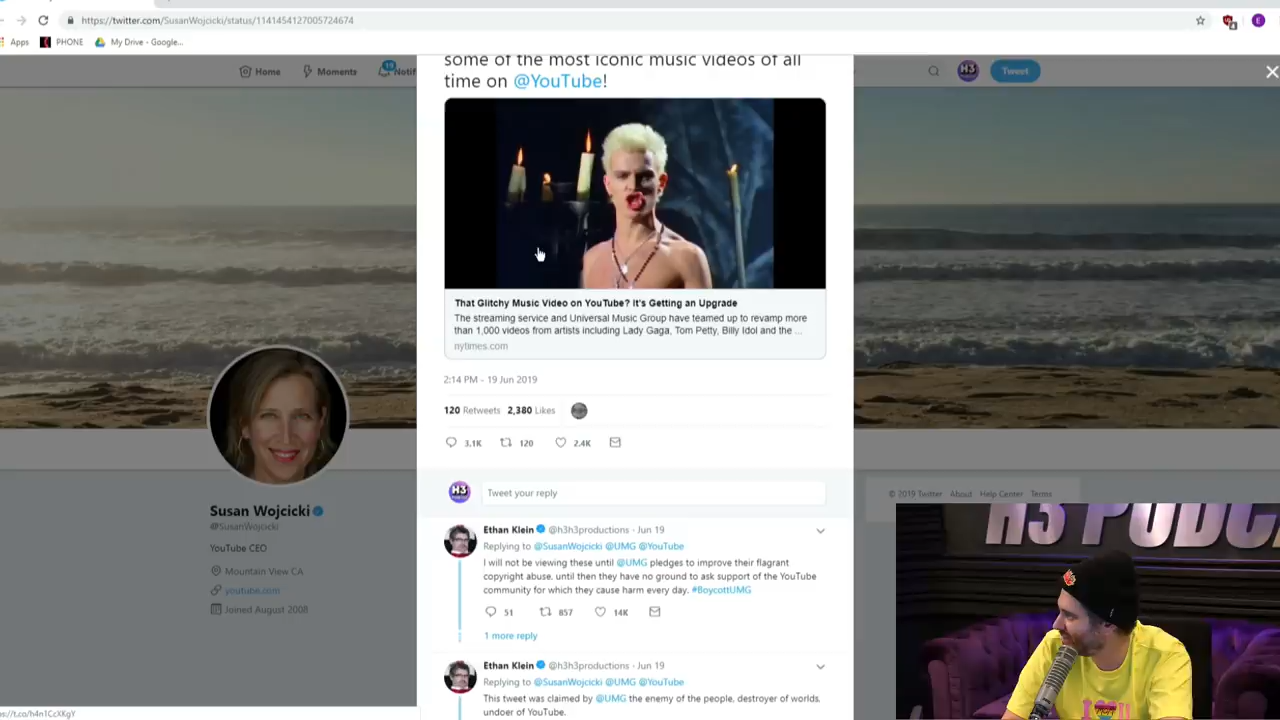 https://twitter.com/SusanWojcicki/status/1141454127005724674
Apps PHONE My Drive - Google...
Home Moments 19 Notif H3 Tweet
some of the most iconic music videos of all
time on @YouTube!
That Glitchy Music Video on YouTube? It's Getting an Upgrade
The streaming service and Universal Music Group have teamed up to revamp more
than 1,000 videos from artists including Lady Gaga, Tom Petty, Billy Idol and the ...
nytimes.com
2:14 PM - 19 Jun 2019
120 Retweets 2,380 Likes
3.1K 120 2.4K
H3 Tweet your reply
Susan Wojcicki
@SusanWojcicki
YouTube CEO
Mountain View CA
youtube.com
Joined August 2008
© 2019 Twitter About Help Center Terms
Ethan Klein @h3h3productions · Jun 19
Replying to @SusanWojcicki @UMG @YouTube
I will not be viewing these until @UMG pledges to improve their flagrant
copyright abuse. until then they have no ground to ask support of the YouTube
community for which they cause harm every day. #BoycottUMG
51 857 14K
1 more reply
Ethan Klein @h3h3productions · Jun 19
Replying to @SusanWojcicki @UMG @YouTube
This tweet was claimed by @UMG the enemy of the people, destroyer of worlds,
undoer of YouTube.
H3 PODC